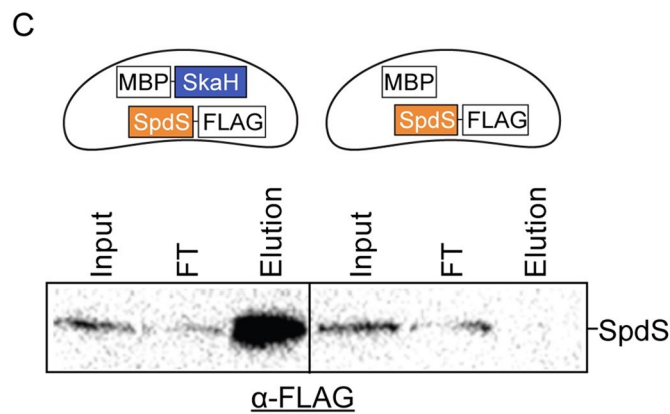 C
MBP SkaH MBP
SpdS FLAG SpdS FLAG
Input FT Elution Input FT Elution
SpdS
α-FLAG